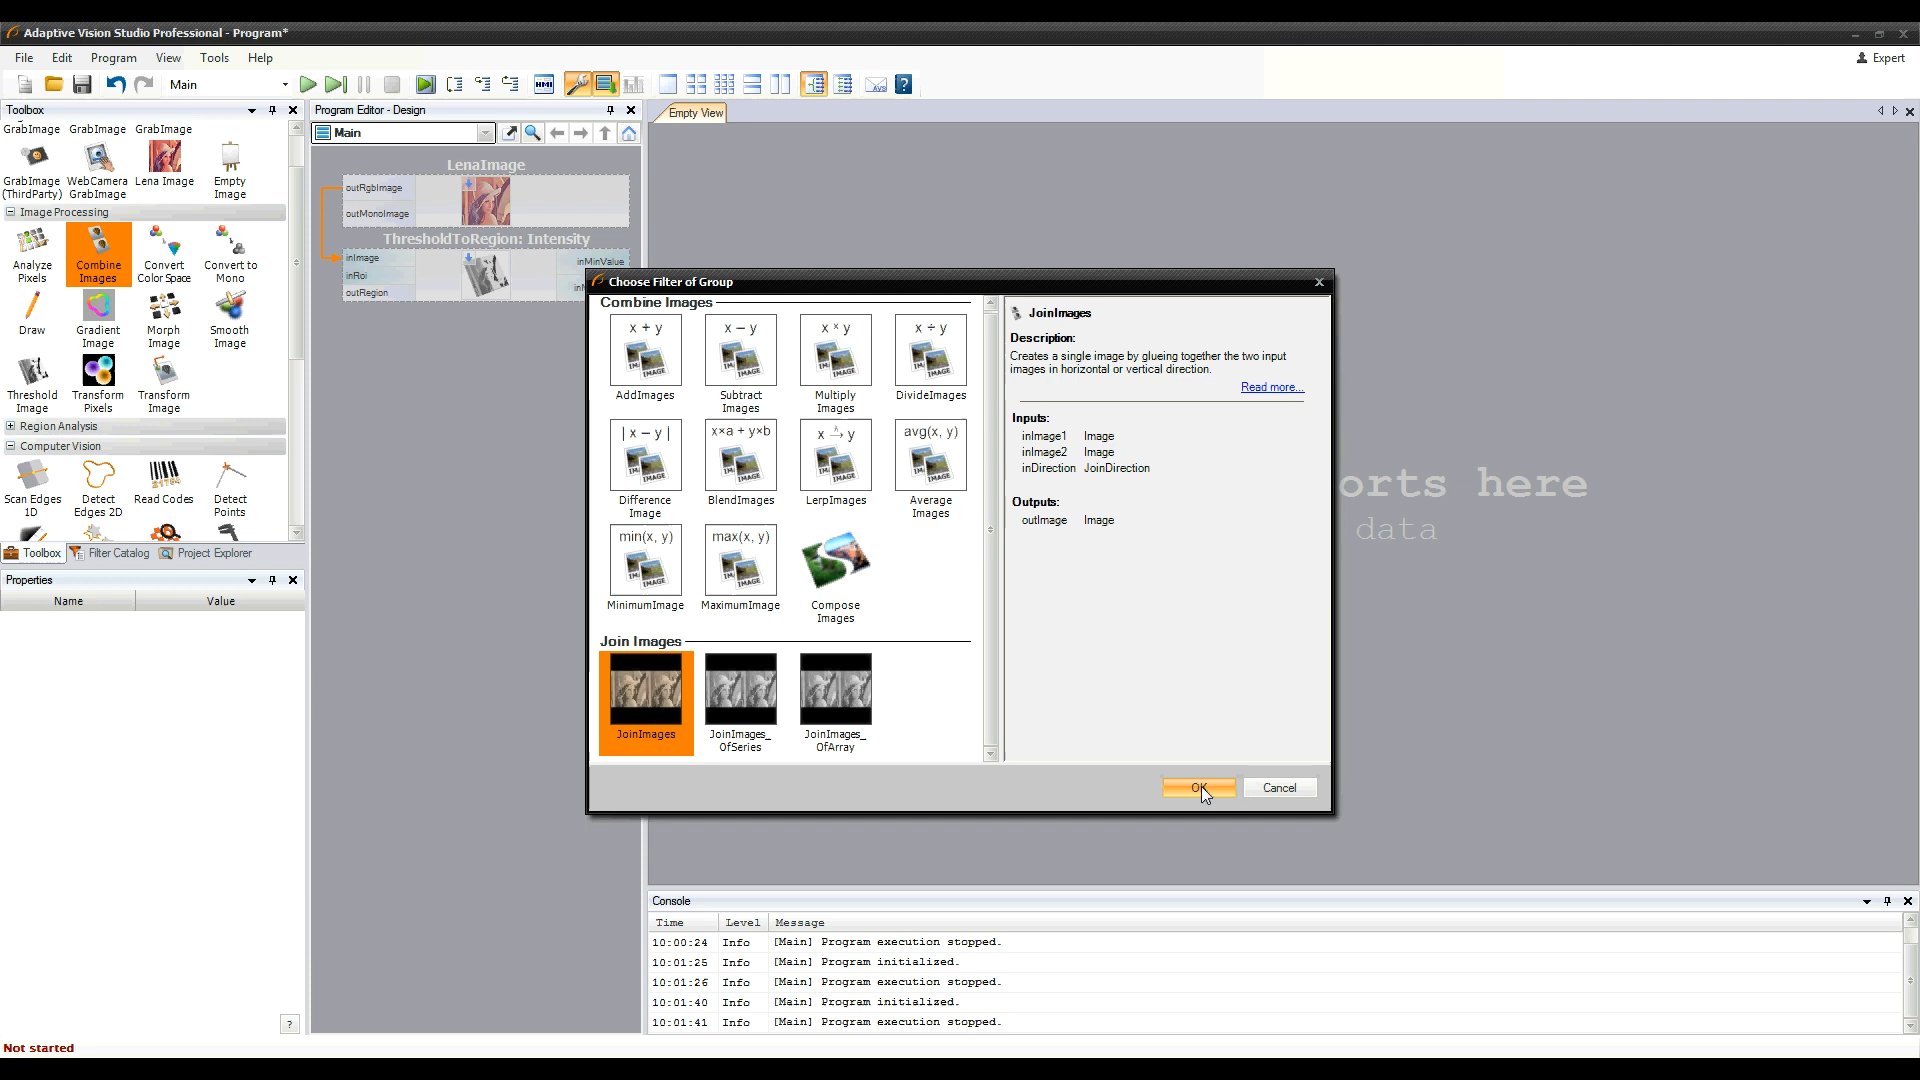 Adaptive Vision Studio Professional - Program*
File Edit Program View Tools Help
Expert
Main
HMI
AVS
?
Toolbox
GrabImage GrabImage GrabImage
GrabImage (ThirdParty)
WebCamera GrabImage
Lena Image
Empty Image
Image Processing
Analyze Pixels
Combine Images
Convert Color Space
Convert to Mono
Draw
Gradient Image
Morph Image
Smooth Image
Threshold Image
Transform Pixels
Transform Image
Region Analysis
Computer Vision
Scan Edges 1D
Detect Edges 2D
Read Codes
Detect Points
Toolbox Filter Catalog Project Explorer
Properties
Name Value
?
Not started
Program Editor - Design
Main
LenaImage
outRgbImage
outMonoImage
ThresholdToRegion: Intensity
inImage
inRoi
outRegion
inMinValue
Empty View
orts here
data
Choose Filter of Group
Combine Images
x + y
AddImages
x − y
Subtract Images
x × y
Multiply Images
x ÷ y
DivideImages
| x − y |
Difference Image
x×a + y×b
BlendImages
x → y
LerpImages
avg(x, y)
Average Images
min(x, y)
MinimumImage
max(x, y)
MaximumImage
Compose Images
Join Images
JoinImages
JoinImages_ OfSeries
JoinImages_ OfArray
JoinImages
Description:
Creates a single image by glueing together the two input
images in horizontal or vertical direction.
Read more...
Inputs:
inImage1 Image
inImage2 Image
inDirection JoinDirection
Outputs:
outImage Image
OK Cancel
Console
Time Level Message
10:00:24 Info [Main] Program execution stopped.
10:01:25 Info [Main] Program initialized.
10:01:26 Info [Main] Program execution stopped.
10:01:40 Info [Main] Program initialized.
10:01:41 Info [Main] Program execution stopped.